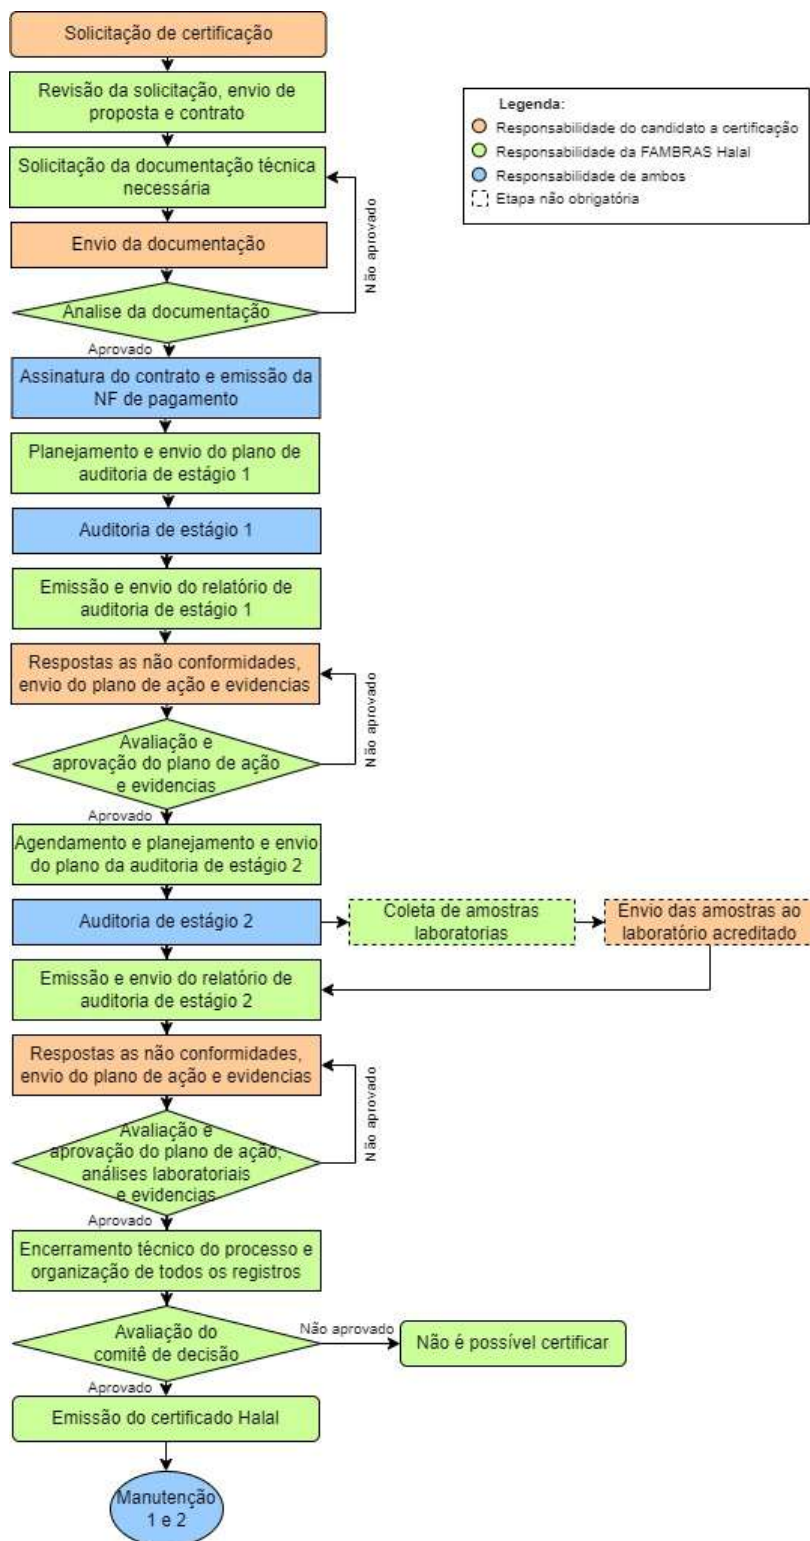 Solicitação de certificação
Revisão da solicitação, envio de
proposta e contrato
Legenda:
Responsabilidade do candidato a certificação
Responsabilidade da FAMBRAS Halal
Responsabilidade de ambos
Etapa não obrigatória
Solicitação da documentação técnica
necessária
Não aprovado
Envio da documentação
Analise da documentação
Aprovado
Assinatura do contrato e emissão da
NF de pagamento
Planejamento e envio do plano de
auditoria de estágio 1
Auditoria de estágio 1
Emissão e envio do relatório de
auditoria de estágio 1
Respostas as não conformidades,
envio do plano de ação e evidencias
Não aprovado
Avaliação e
aprovação do plano de ação
e evidencias
Aprovado
Agendamento e planejamento e envio
do plano da auditoria de estágio 2
Auditoria de estágio 2
Coleta de amostras
laboratorias
Envio das amostras ao
laboratório acreditado
Emissão e envio do relatório de
auditoria de estágio 2
Respostas as não conformidades,
envio do plano de ação e evidencias
Não aprovado
Avaliação e
aprovação do plano de ação,
análises laboratoriais
e evidencias
Aprovado
Encerramento técnico do processo e
organização de todos os registros
Avaliação do
comitê de decisão
Não aprovado
Não é possível certificar
Aprovado
Emissão do certificado Halal
Manutenção
1 e 2